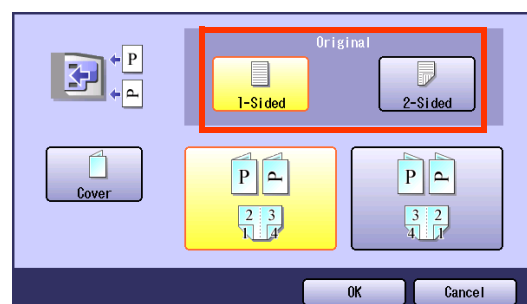 Original
P
P
1-Sided
2-Sided
Cover
P P
P P
2 3
1 4
3 2
4 1
OK
Cancel